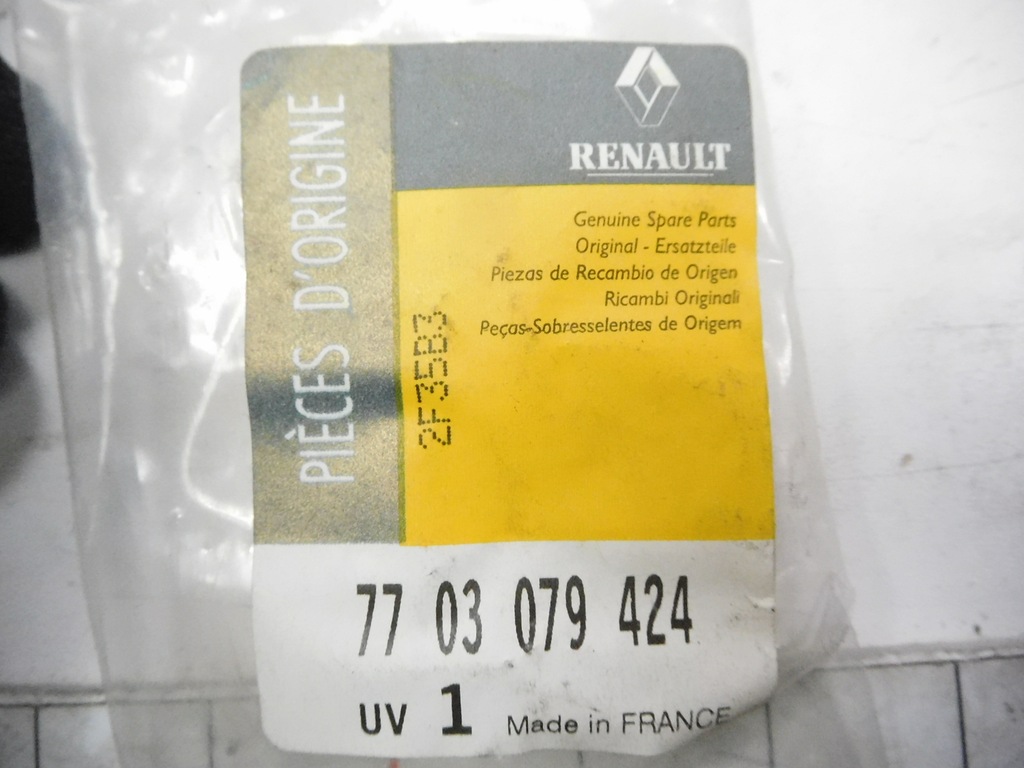 PIÈCES D'ORIGINE
RENAULT
Genuine Spare Parts
Original - Ersatzteile
Piezas de Recambio de Origen
Ricambi Originali
Peças-Sobresselentes de Origem
2F35B3
77 03 079 424
UV 1 Made in FRANCE